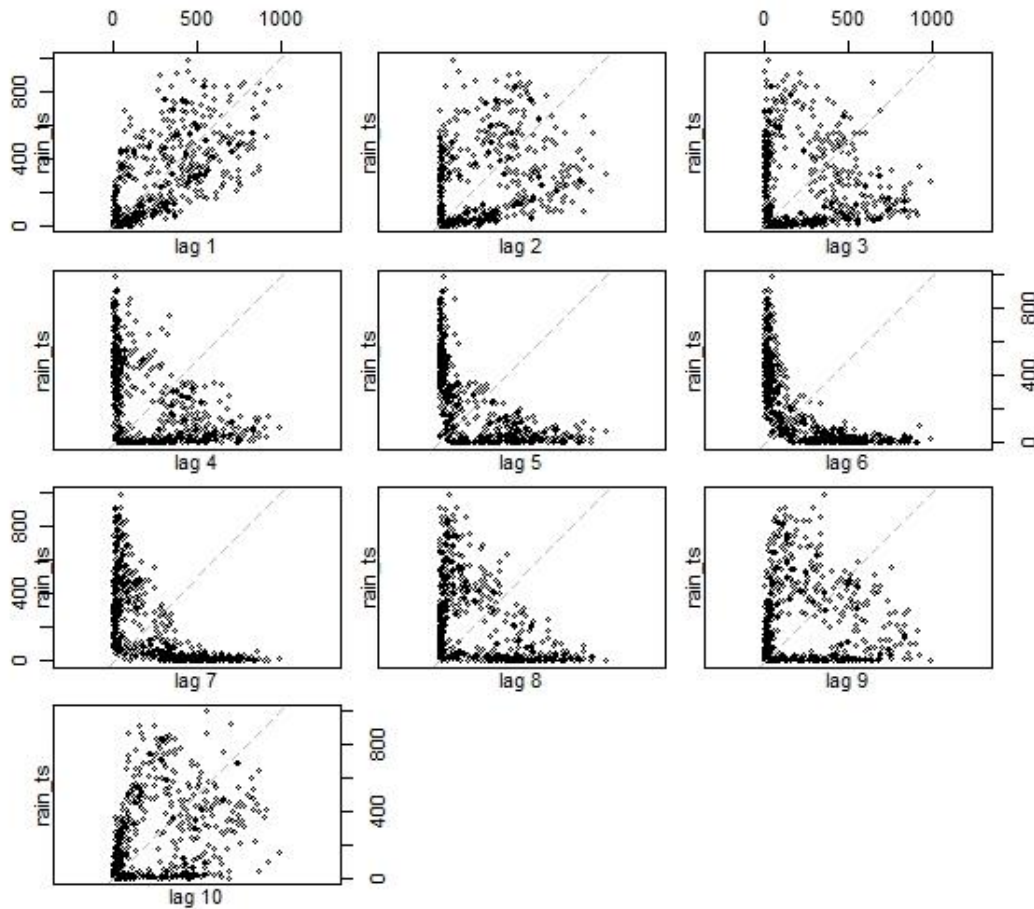 0 500 1000 0 500 1000
0 400 800
rain_ts rain_ts rain_ts
lag 1 lag 2 lag 3
rain_ts rain_ts rain_ts
0 400 800
lag 4 lag 5 lag 6
0 400 800
rain_ts rain_ts rain_ts
lag 7 lag 8 lag 9
rain_ts
0 400 800
lag 10